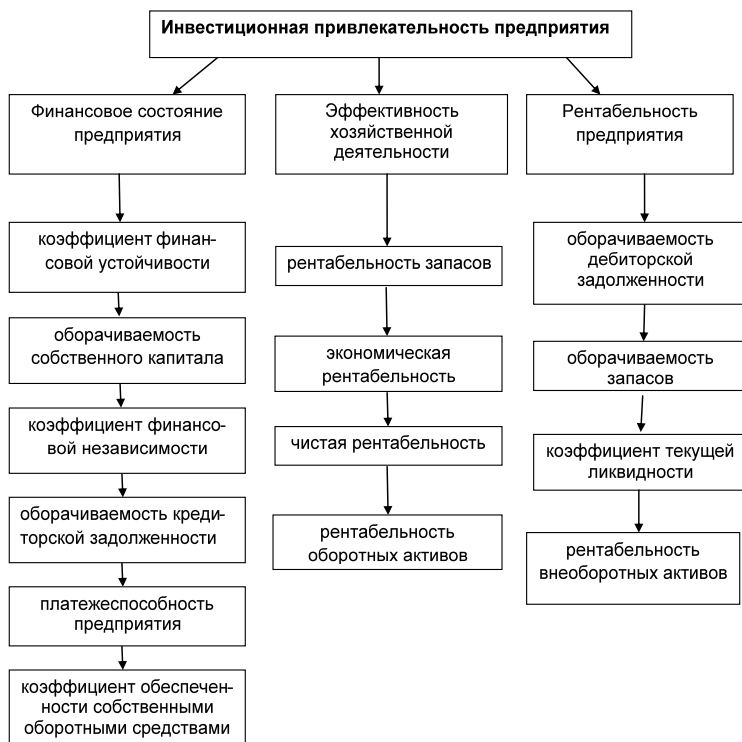 Инвестиционная привлекательность предприятия
Финансовое состояние
предприятия
коэффициент финан-
совой устойчивости
оборачиваемость
собственного капитала
коэффициент финансо-
вой независимости
оборачиваемость креди-
торской задолженности
платежеспособность
предприятия
коэффициент обеспечен-
ности собственными
оборотными средствами
Эффективность
хозяйственной
деятельности
рентабельность запасов
экономическая
рентабельность
чистая рентабельность
рентабельность
оборотных активов
Рентабельность
предприятия
оборачиваемость
дебиторской
задолженности
оборачиваемость
запасов
коэффициент текущей
ликвидности
рентабельность
внеоборотных активов